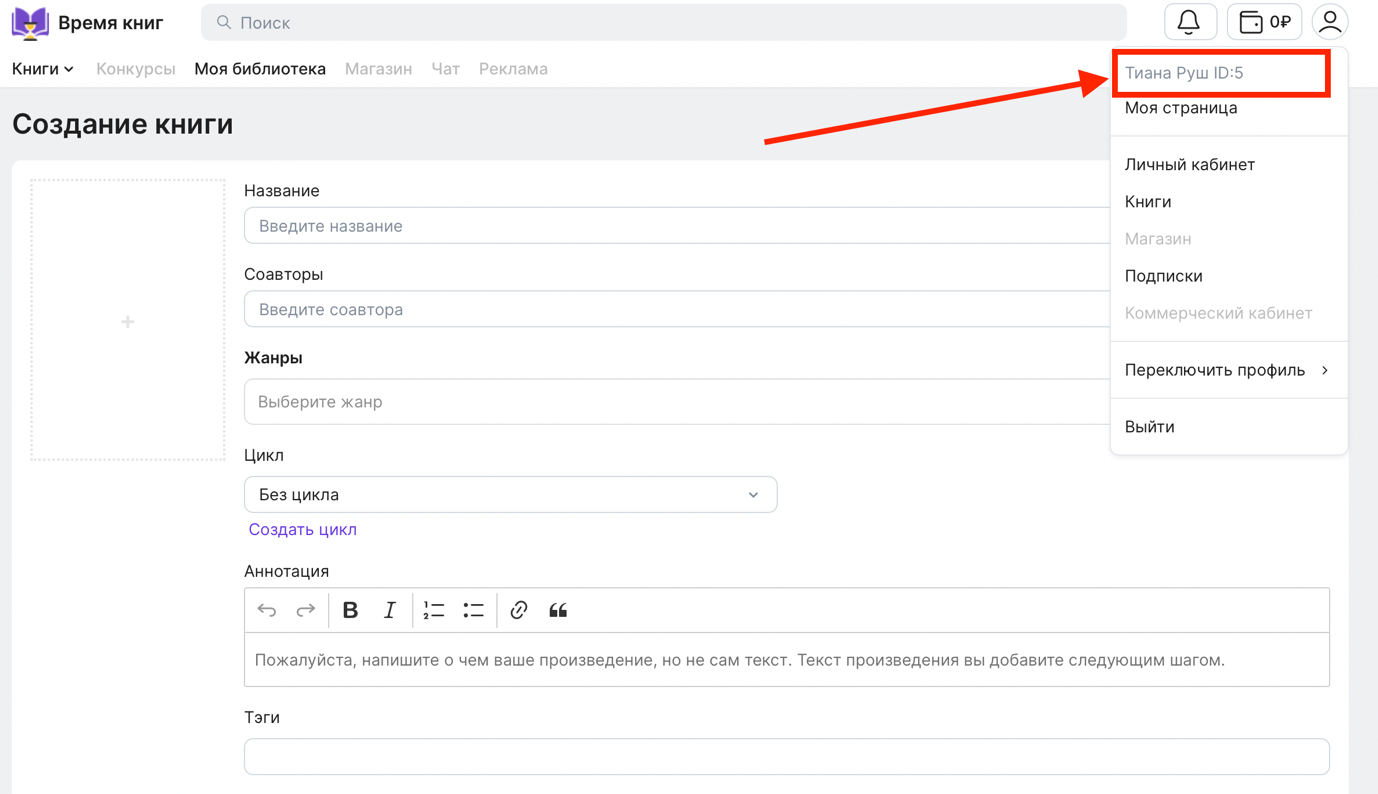 Время книг
Поиск
0₽
Книги
Конкурсы
Моя библиотека
Магазин
Чат
Реклама
Тиана Руш ID:5
Моя страница
Личный кабинет
Книги
Магазин
Подписки
Коммерческий кабинет
Переключить профиль
Выйти
Создание книги
+
Название
Введите название
Соавторы
Введите соавтора
Жанры
Выберите жанр
Цикл
Без цикла
Создать цикл
Аннотация
B I
Пожалуйста, напишите о чем ваше произведение, но не сам текст. Текст произведения вы добавите следующим шагом.
Тэги